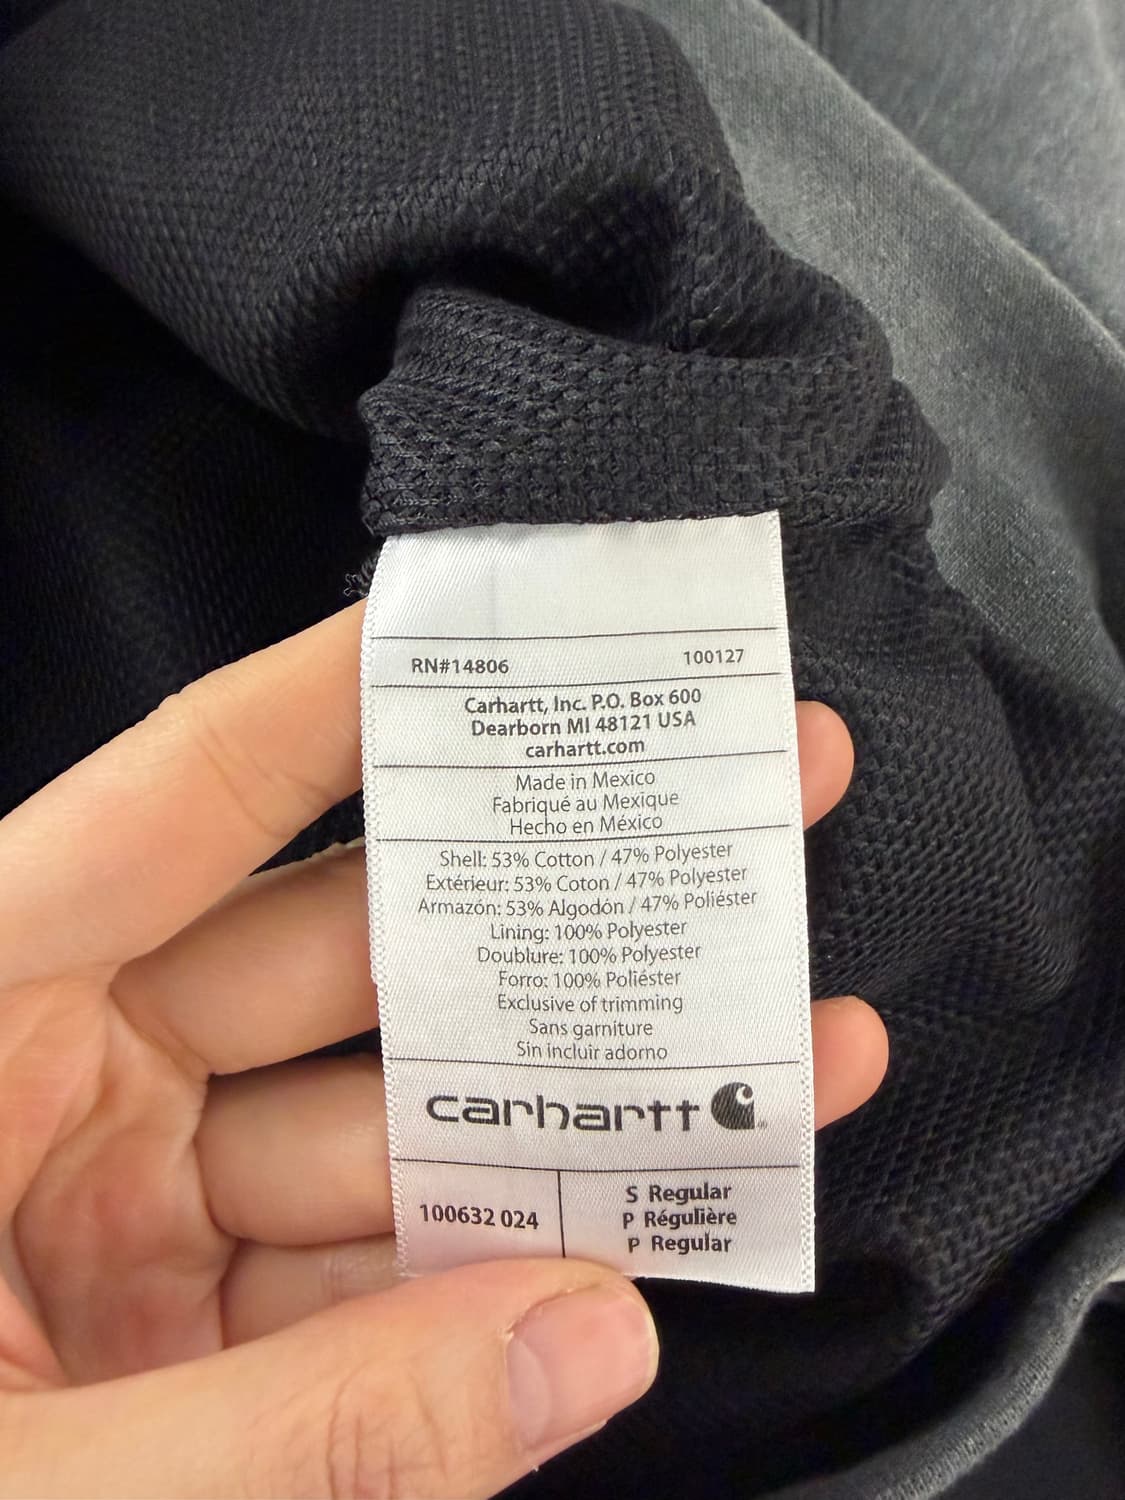 RN#14806 100127
Carhartt, Inc. P.O. Box 600
Dearborn MI 48121 USA
carhartt.com
Made in Mexico
Fabriqué au Mexique
Hecho en México
Shell: 53% Cotton / 47% Polyester
Extérieur: 53% Coton / 47% Polyester
Armazón: 53% Algodón / 47% Poliéster
Lining: 100% Polyester
Doublure: 100% Polyester
Forro: 100% Poliéster
Exclusive of trimming
Sans garniture
Sin incluir adorno
carhartt ®
100632 024
S Regular
P Régulière
P Regular